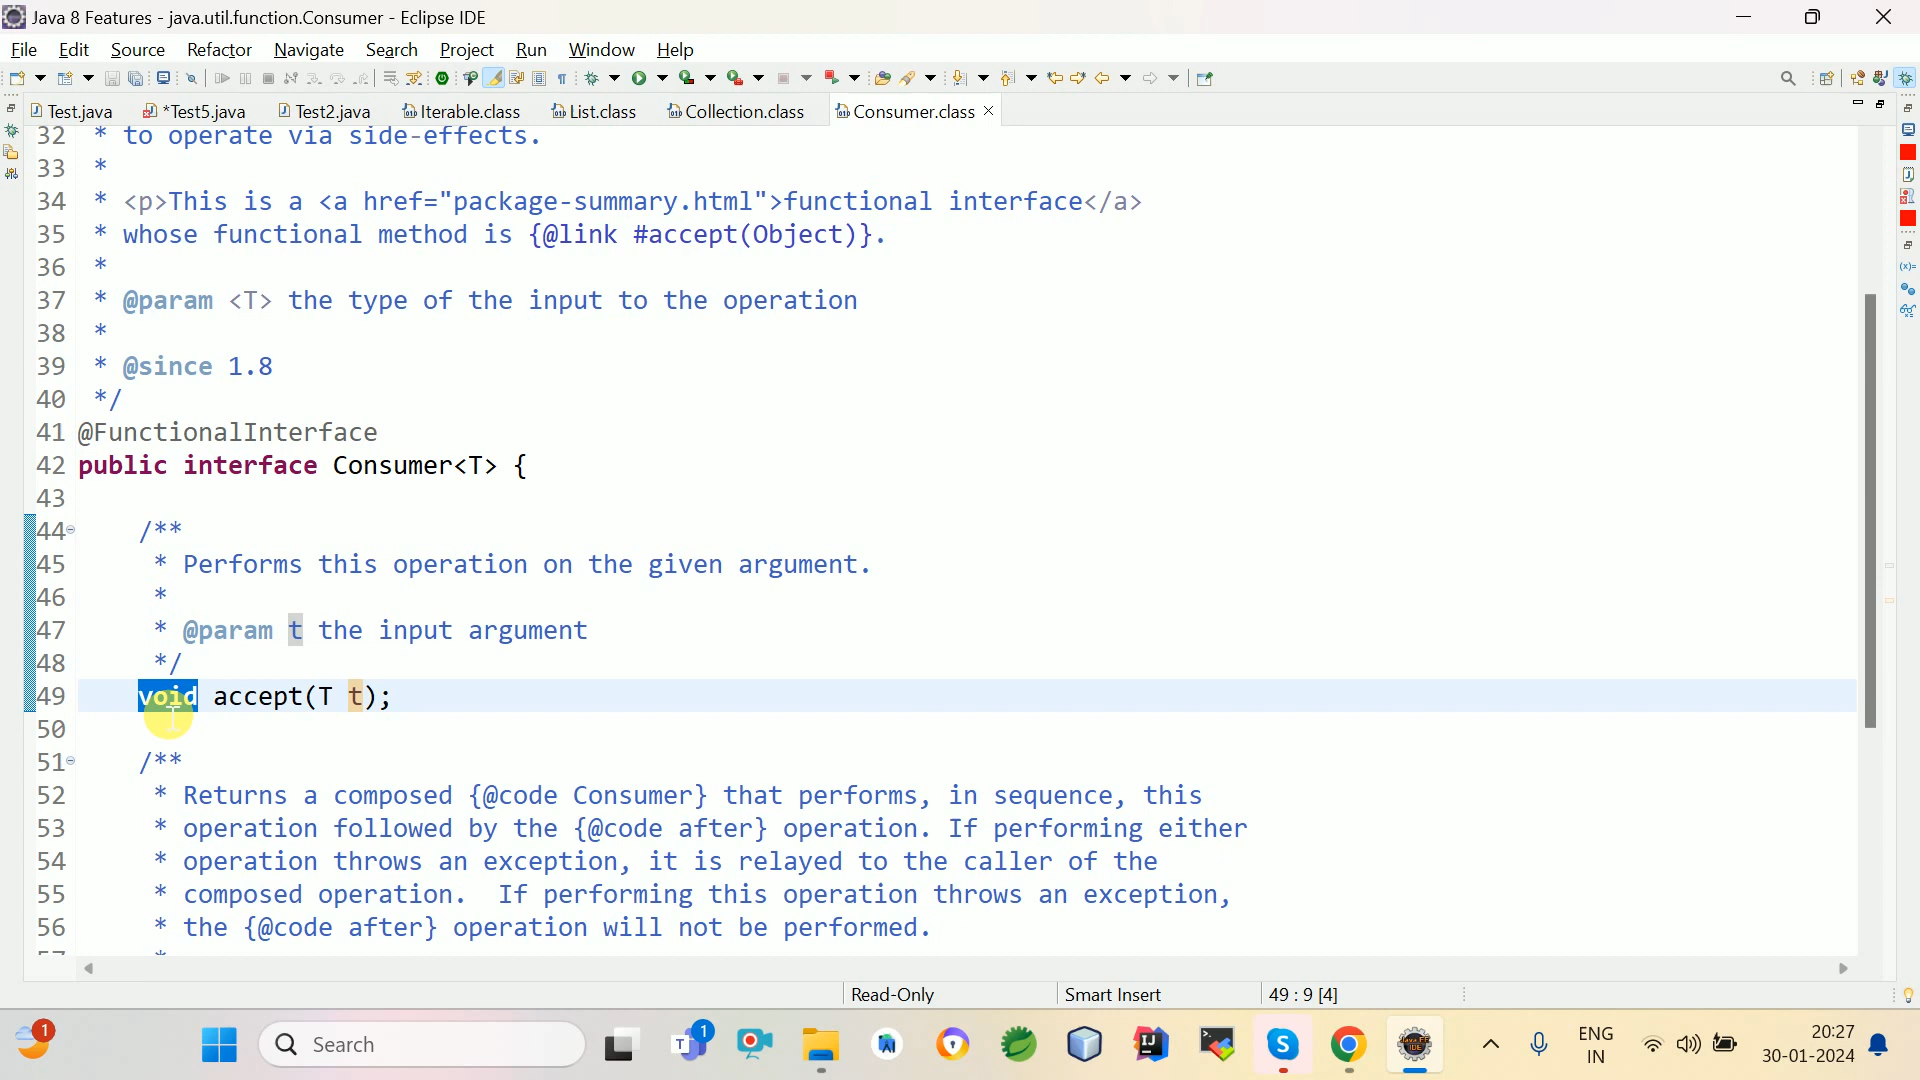 Java 8 Features - java.util.function.Consumer - Eclipse IDE
File Edit Source Refactor Navigate Search Project Run Window Help
Test.java *Test5.java Test2.java Iterable.class List.class Collection.class Consumer.class
32 * to operate via side-effects.
33 *
34 * <p>This is a <a href="package-summary.html">functional interface</a>
35 * whose functional method is {@link #accept(Object)}.
36 *
37 * @param <T> the type of the input to the operation
38 *
39 * @since 1.8
40 */
41 @FunctionalInterface
42 public interface Consumer<T> {
43
44 /**
45 * Performs this operation on the given argument.
46 *
47 * @param t the input argument
48 */
49 void accept(T t);
50
51 /**
52 * Returns a composed {@code Consumer} that performs, in sequence, this
53 * operation followed by the {@code after} operation. If performing either
54 * operation throws an exception, it is relayed to the caller of the
55 * composed operation.  If performing this operation throws an exception,
56 * the {@code after} operation will not be performed.
57 *
Read-Only Smart Insert 49 : 9 [4]
1 Search 1 ENG 20:27
IN 30-01-2024